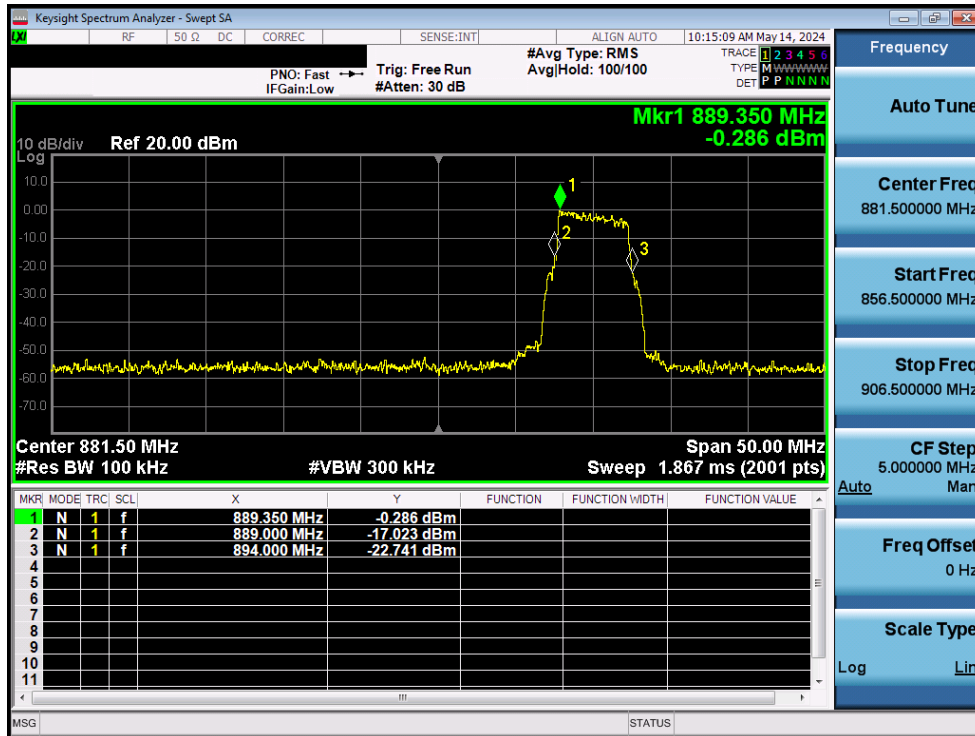 Keysight Spectrum Analyzer - Swept SA
LXI RF 50 Ω DC CORREC SENSE:INT ALIGN AUTO 10:15:09 AM May 14, 2024
PNO: Fast Trig: Free Run #Avg Type: RMS TRACE 1 2 3 4 5 6
IFGain:Low #Atten: 30 dB Avg|Hold: 100/100 TYPE M WWWWW
DET P P N N N N
Mkr1 889.350 MHz
-0.286 dBm
10 dB/div Ref 20.00 dBm
Log
10.0
0.00
-10.0
-20.0
-30.0
-40.0
-50.0
-60.0
-70.0
1
2
3
Center 881.50 MHz Span 50.00 MHz
#Res BW 100 kHz #VBW 300 kHz Sweep 1.867 ms (2001 pts)
MKR MODE TRC SCL X Y FUNCTION FUNCTION WIDTH FUNCTION VALUE
1 N 1 f 889.350 MHz -0.286 dBm
2 N 1 f 889.000 MHz -17.023 dBm
3 N 1 f 894.000 MHz -22.741 dBm
4
5
6
7
8
9
10
11
MSG STATUS
Frequency
Auto Tune
Center Freq
881.500000 MHz
Start Freq
856.500000 MHz
Stop Freq
906.500000 MHz
CF Step
5.000000 MHz
Auto Man
Freq Offset
0 Hz
Scale Type
Log Lin